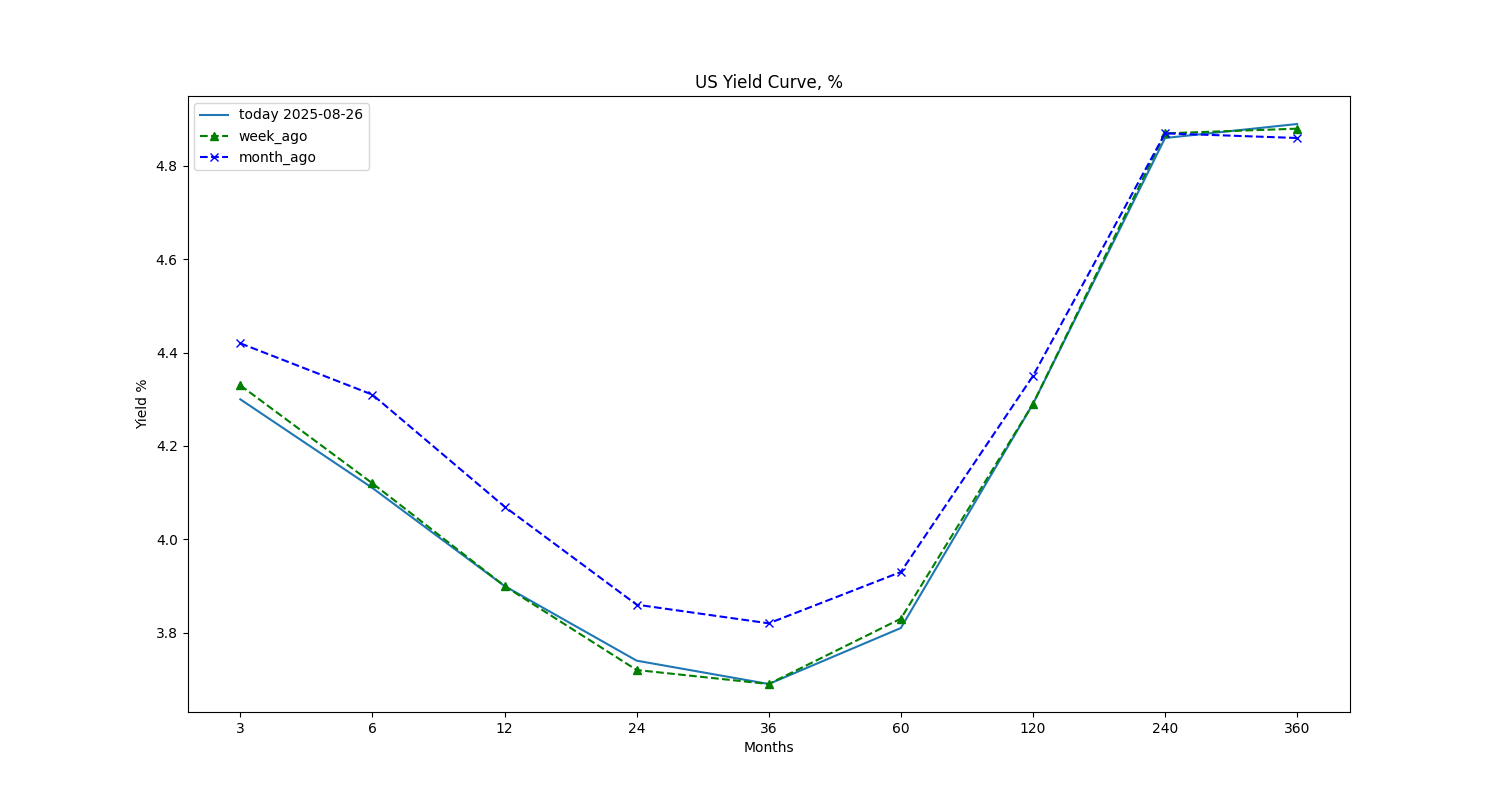 US Yield Curve, %
today 2025-08-26
week_ago
month_ago
4.8
4.6
4.4
4.2
4.0
3.8
Yield %
3 6 12 24 36 60 120 240 360
Months